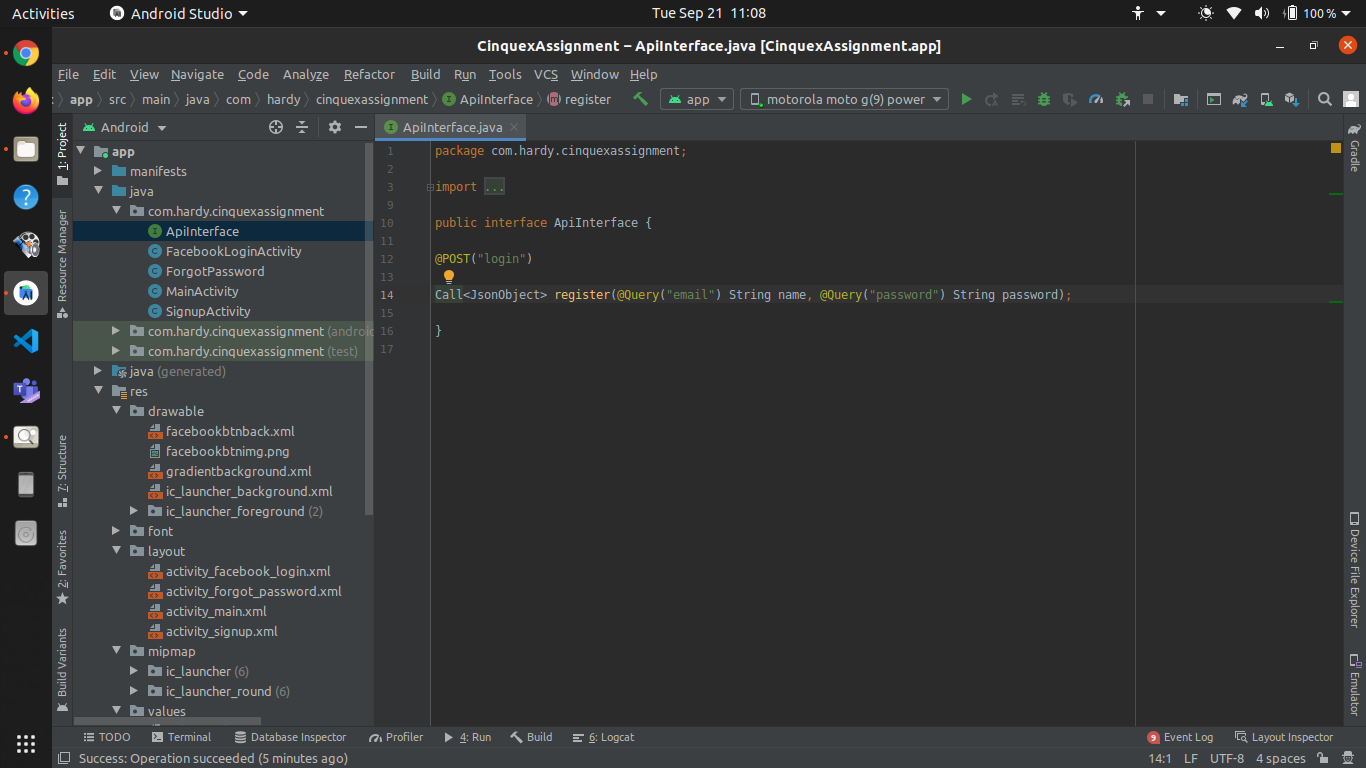 Activities Android Studio Tue Sep 21 11:08 100 %
CinquexAssignment – ApiInterface.java [CinquexAssignment.app]
File Edit View Navigate Code Analyze Refactor Build Run Tools VCS Window Help
app src main java com hardy cinquexassignment ApiInterface register app motorola moto g(9) power
1: Project
Resource Manager
7: Structure
2: Favorites
Build Variants
Android
app
manifests
java
com.hardy.cinquexassignment
ApiInterface
FacebookLoginActivity
ForgotPassword
MainActivity
SignupActivity
com.hardy.cinquexassignment (androi
com.hardy.cinquexassignment (test)
java (generated)
res
drawable
facebookbtnback.xml
facebookbtnimg.png
gradientbackground.xml
ic_launcher_background.xml
ic_launcher_foreground (2)
font
layout
activity_facebook_login.xml
activity_forgot_password.xml
activity_main.xml
activity_signup.xml
mipmap
ic_launcher (6)
ic_launcher_round (6)
values
ApiInterface.java
1 package com.hardy.cinquexassignment;
2
3 import ...
9
10 public interface ApiInterface {
11
12 @POST("login")
13
14 Call<JsonObject> register(@Query("email") String name, @Query("password") String password);
15
16 }
17
Gradle
Device File Explorer
Emulator
TODO Terminal Database Inspector Profiler 4: Run Build 6: Logcat 9 Event Log Layout Inspector
Success: Operation succeeded (5 minutes ago) 14:1 LF UTF-8 4 spaces